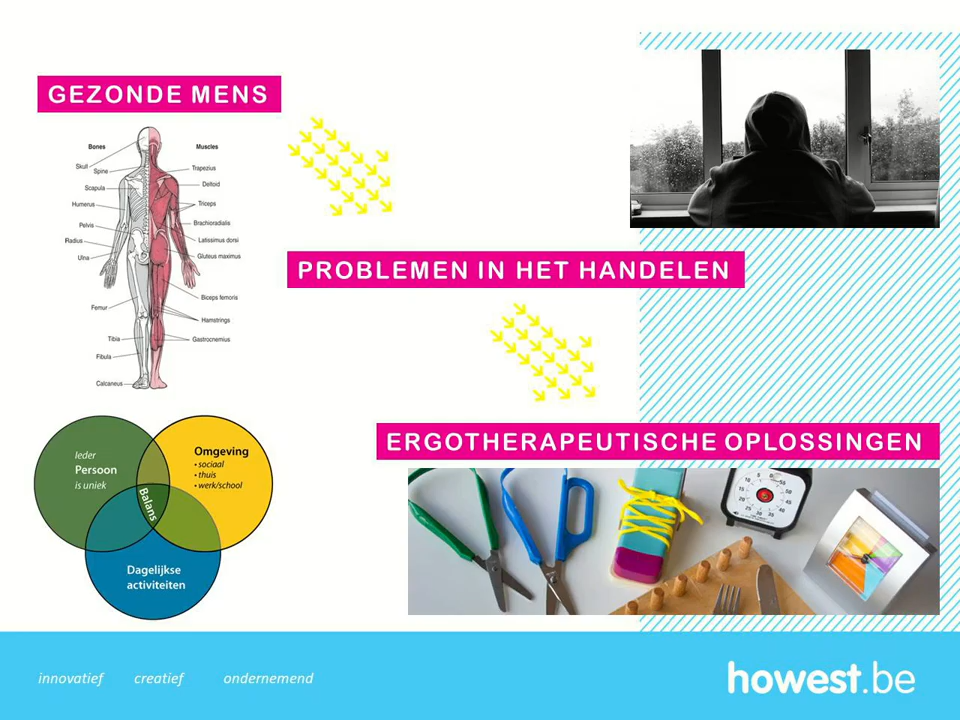 GEZONDE MENS
Bones
Muscles
Skull
Spine
Scapula
Humerus
Pelvis
Radius
Ulna
Femur
Tibia
Fibula
Calcaneus
Trapezius
Deltoid
Triceps
Brachioradialis
Latissimus dorsi
Gluteus maximus
Biceps femoris
Hamstrings
Gastrocnemius
PROBLEMEN IN HET HANDELEN
ERGOTHERAPEUTISCHE OPLOSSINGEN
Ieder
Persoon
is uniek
Omgeving
• sociaal
• thuis
• werk/school
Balans
Dagelijkse
activiteiten
innovatief creatief ondernemend
howest.be